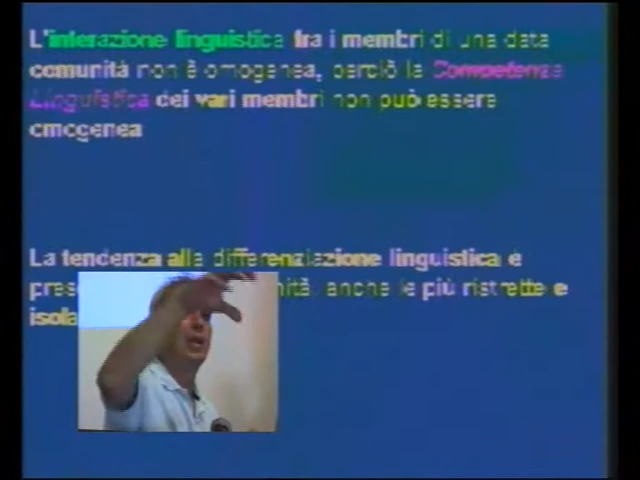 L'interazione linguistica fra i membri di una data
comunità non è omogenea, perciò la Competenza
Linguistica dei vari membri non può essere
omogenea
La tendenza alla differenziazione linguistica è
pres nità, anche le più ristrette e
isola